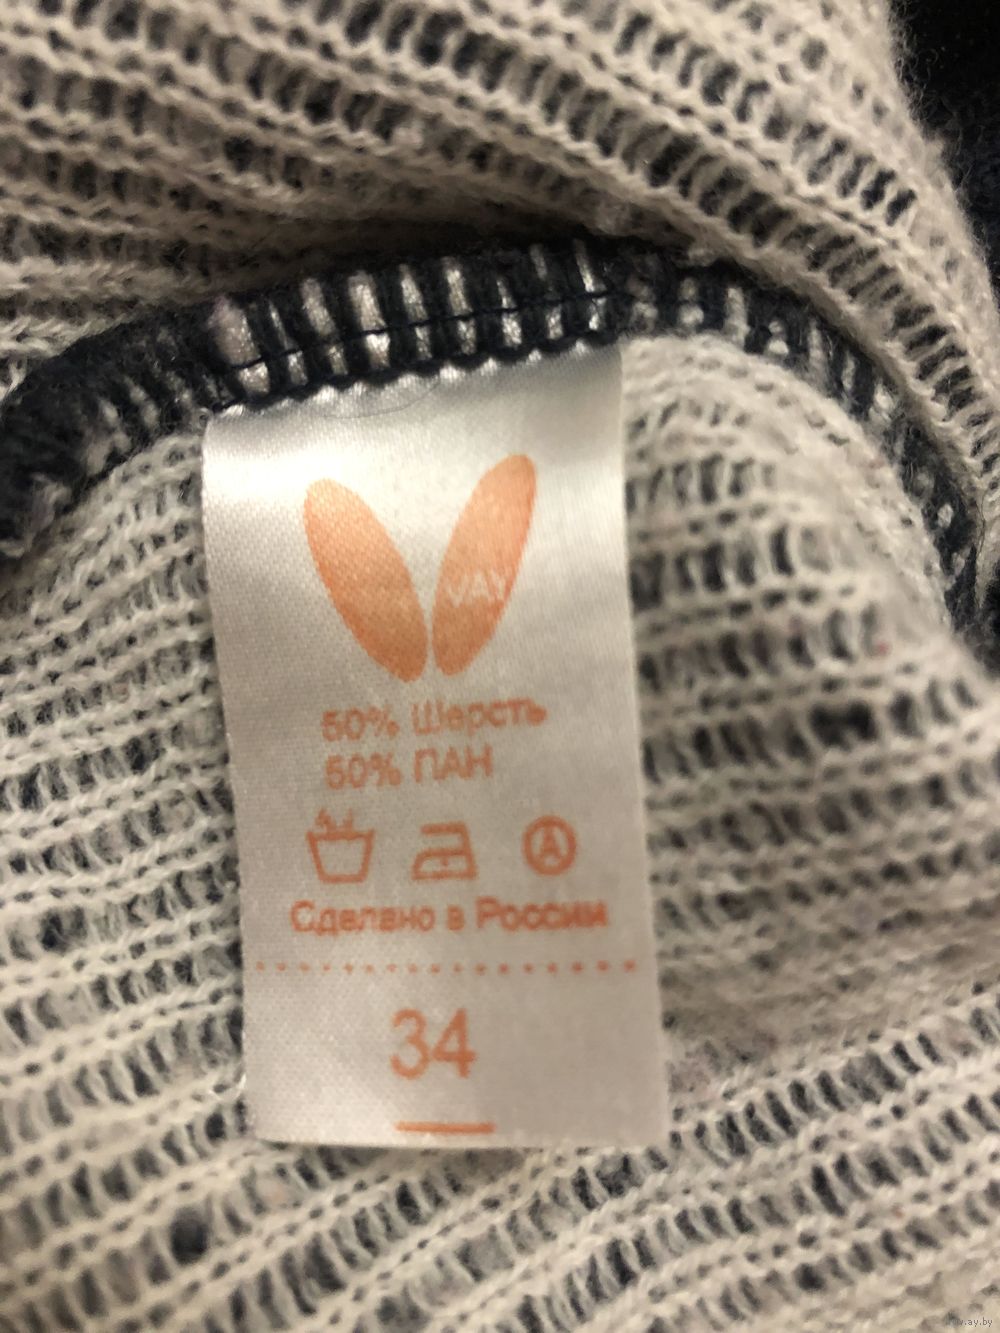 VAY
50% Шерсть
50% ПАН
A
Сделано в России
34